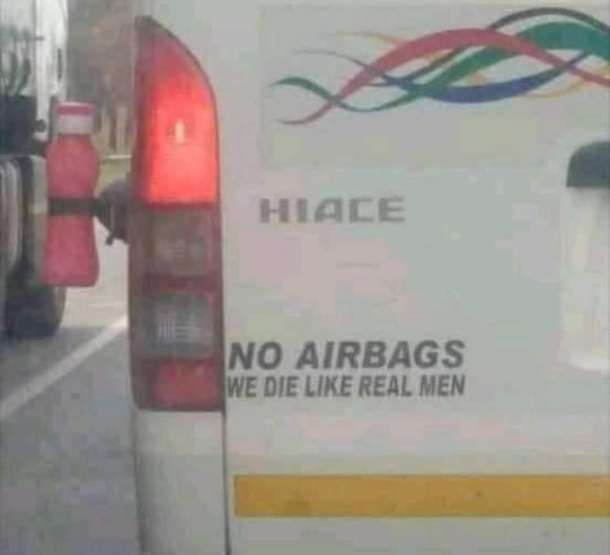 HIACE
NO AIRBAGS
WE DIE LIKE REAL MEN